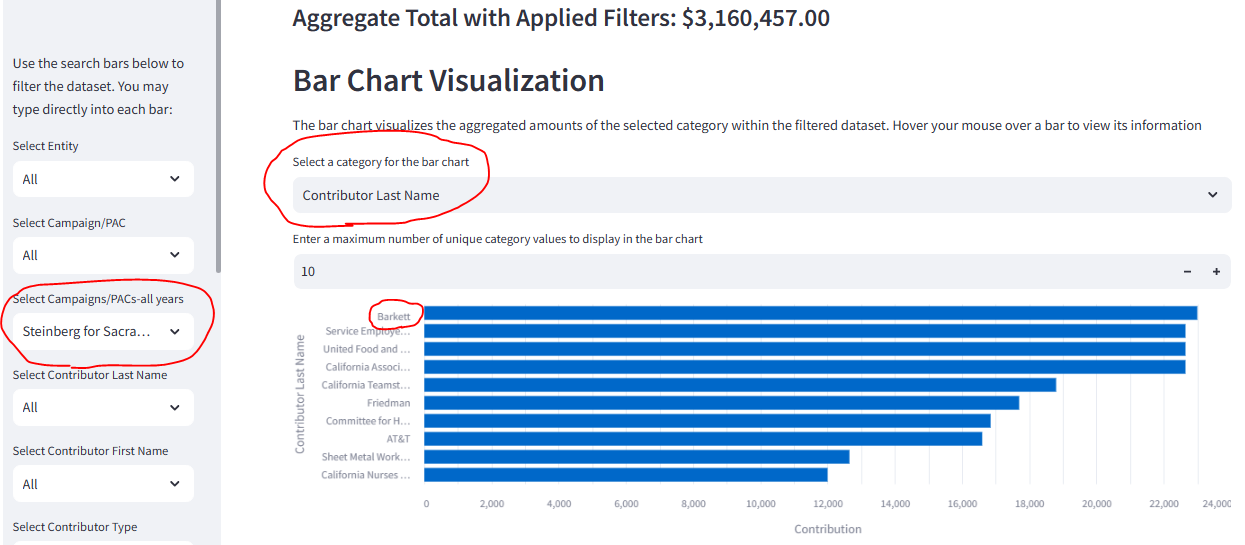 Aggregate Total with Applied Filters: $3,160,457.00
Use the search bars below to
filter the dataset. You may
type directly into each bar:
Select Entity
All
Select Campaign/PAC
All
Select Campaigns/PACs-all years
Steinberg for Sacra...
Select Contributor Last Name
All
Select Contributor First Name
All
Select Contributor Type
Bar Chart Visualization
The bar chart visualizes the aggregated amounts of the selected category within the filtered dataset. Hover your mouse over a bar to view its information
Select a category for the bar chart
Contributor Last Name
Enter a maximum number of unique category values to display in the bar chart
10
Contributor Last Name
Barkett
Service Employe...
United Food and ...
California Associ...
California Teamst...
Friedman
Committee for H...
AT&T
Sheet Metal Work...
California Nurses ...
0 2,000 4,000 6,000 8,000 10,000 12,000 14,000 16,000 18,000 20,000 22,000 24,000
Contribution